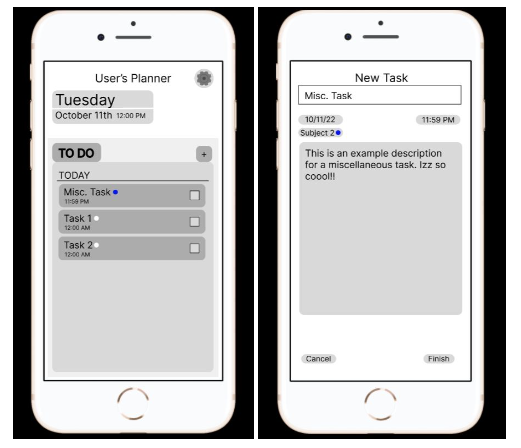 User's Planner
Tuesday
October 11th 12:00 PM
TO DO
+
TODAY
Misc. Task
11:59 PM
Task 1
12:00 AM
Task 2
12:00 AM
New Task
Misc. Task
10/11/22 11:59 PM
Subject 2
This is an example description
for a miscellaneous task. Izz so
coool!!
Cancel Finish